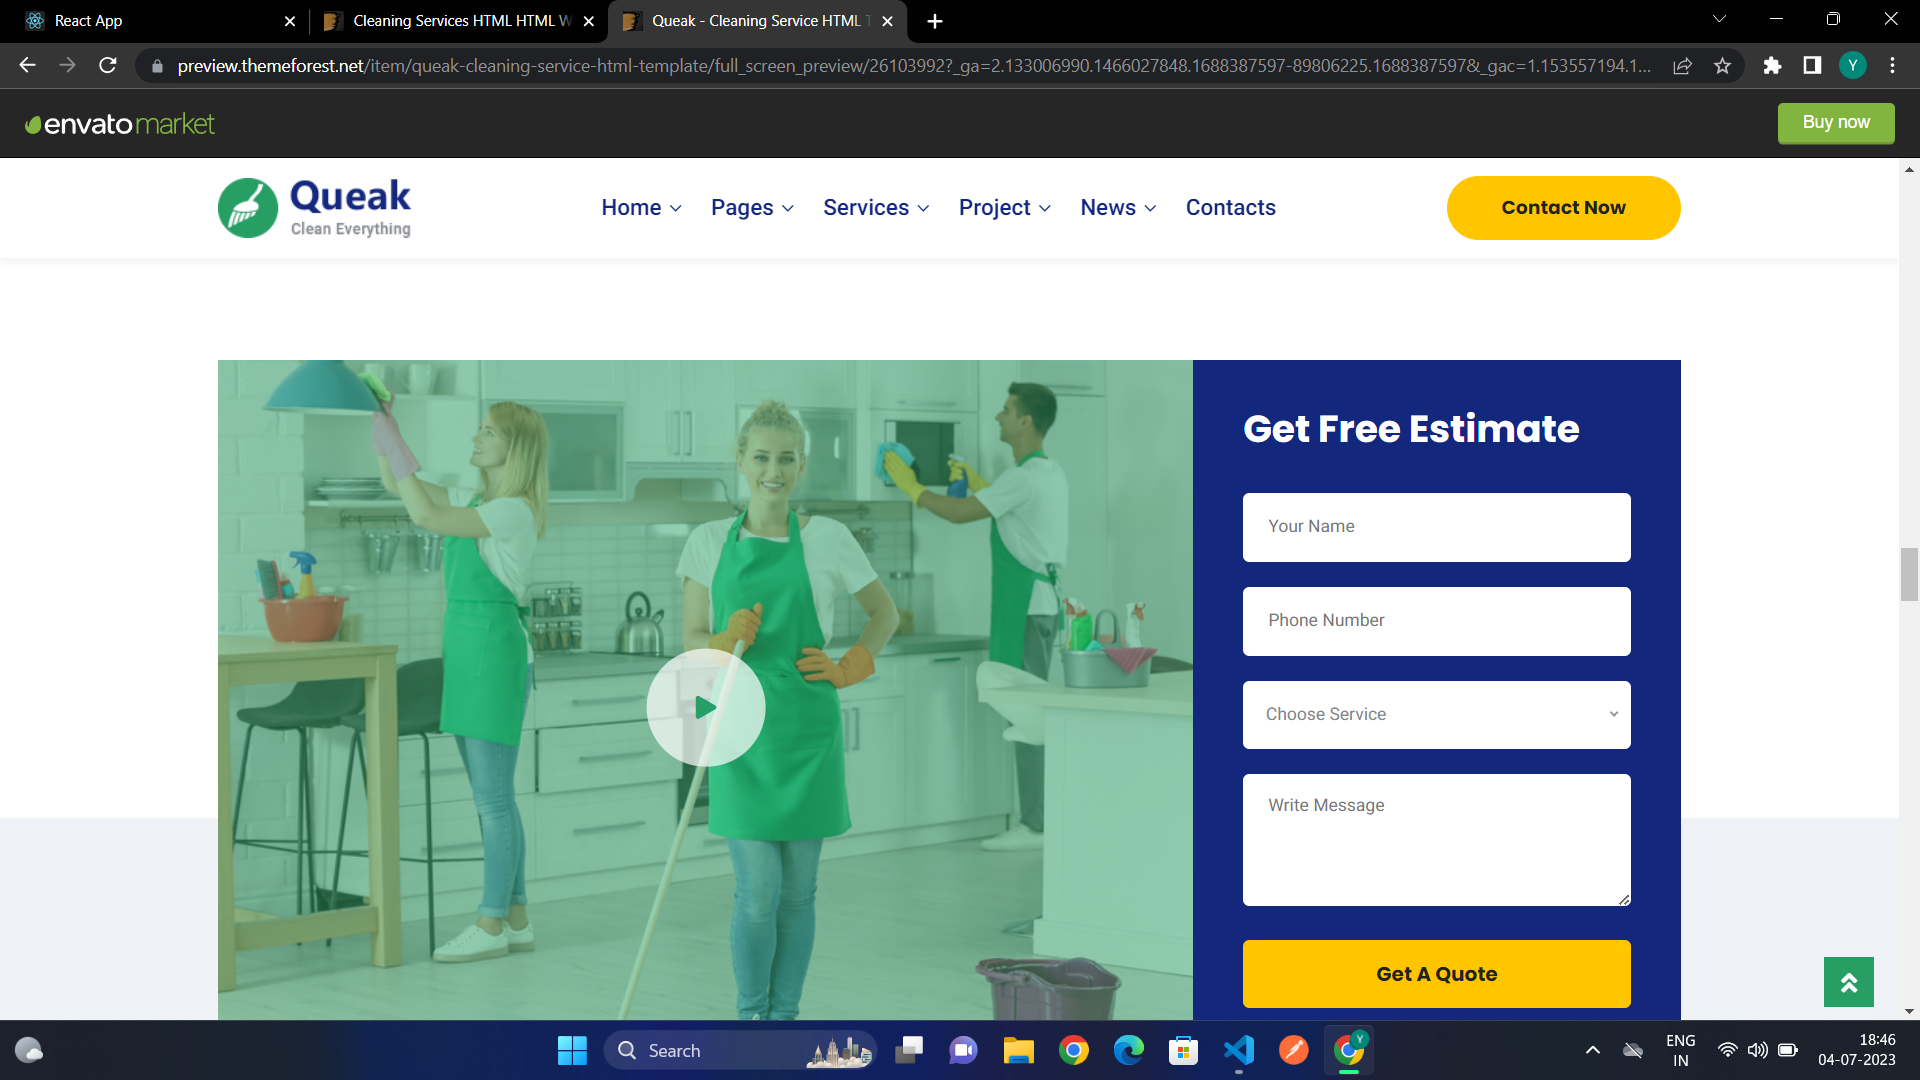 React App
Cleaning Services HTML HTML W
Queak - Cleaning Service HTML T
preview.themeforest.net/item/queak-cleaning-service-html-template/full_screen_preview/26103992?_ga=2.133006990.1466027848.1688387597-89806225.1688387597&_gac=1.153557194.1...
Y
envatomarket
Buy now
Queak
Clean Everything
Home
Pages
Services
Project
News
Contacts
Contact Now
Get Free Estimate
Your Name
Phone Number
Choose Service
Write Message
Get A Quote
Search
Y
ENG
IN
18:46
04-07-2023